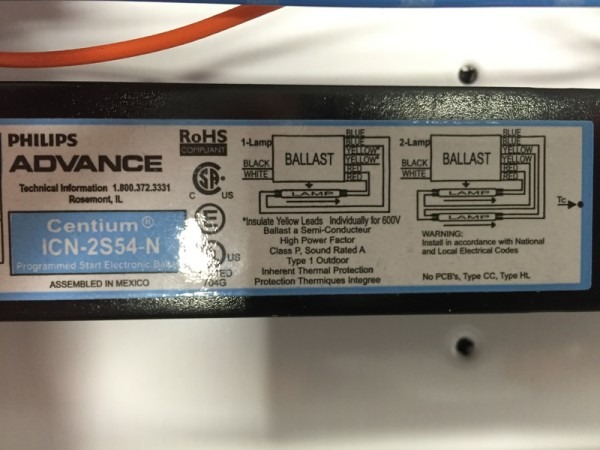 PHILIPS
ADVANCE
Technical Information 1.800.372.3331
Rosemont, IL
Centium®
ICN-2S54-N
Programmed Start Electronic
ASSEMBLED IN MEXICO
RoHS
COMPLIANT
C US
US
1-Lamp
BLACK
WHITE
BALLAST
BLUE
BLUE
YELLOW*
YELLOW*
RED
RED
LAMP
*Insulate Yellow Leads Individually for 600V
Ballast a Semi-Conducteur
High Power Factor
Class P, Sound Rated A
Type 1 Outdoor
Inherent Thermal Protection
Protection Thermiques Integree
2-Lamp
BLACK
WHITE
BALLAST
BLUE
BLUE
YELLOW
YELLOW
RED
RED
LAMP
LAMP
Tc
WARNING:
Install in accordance with National
and Local Electrical Codes
No PCB's, Type CC, Type HL